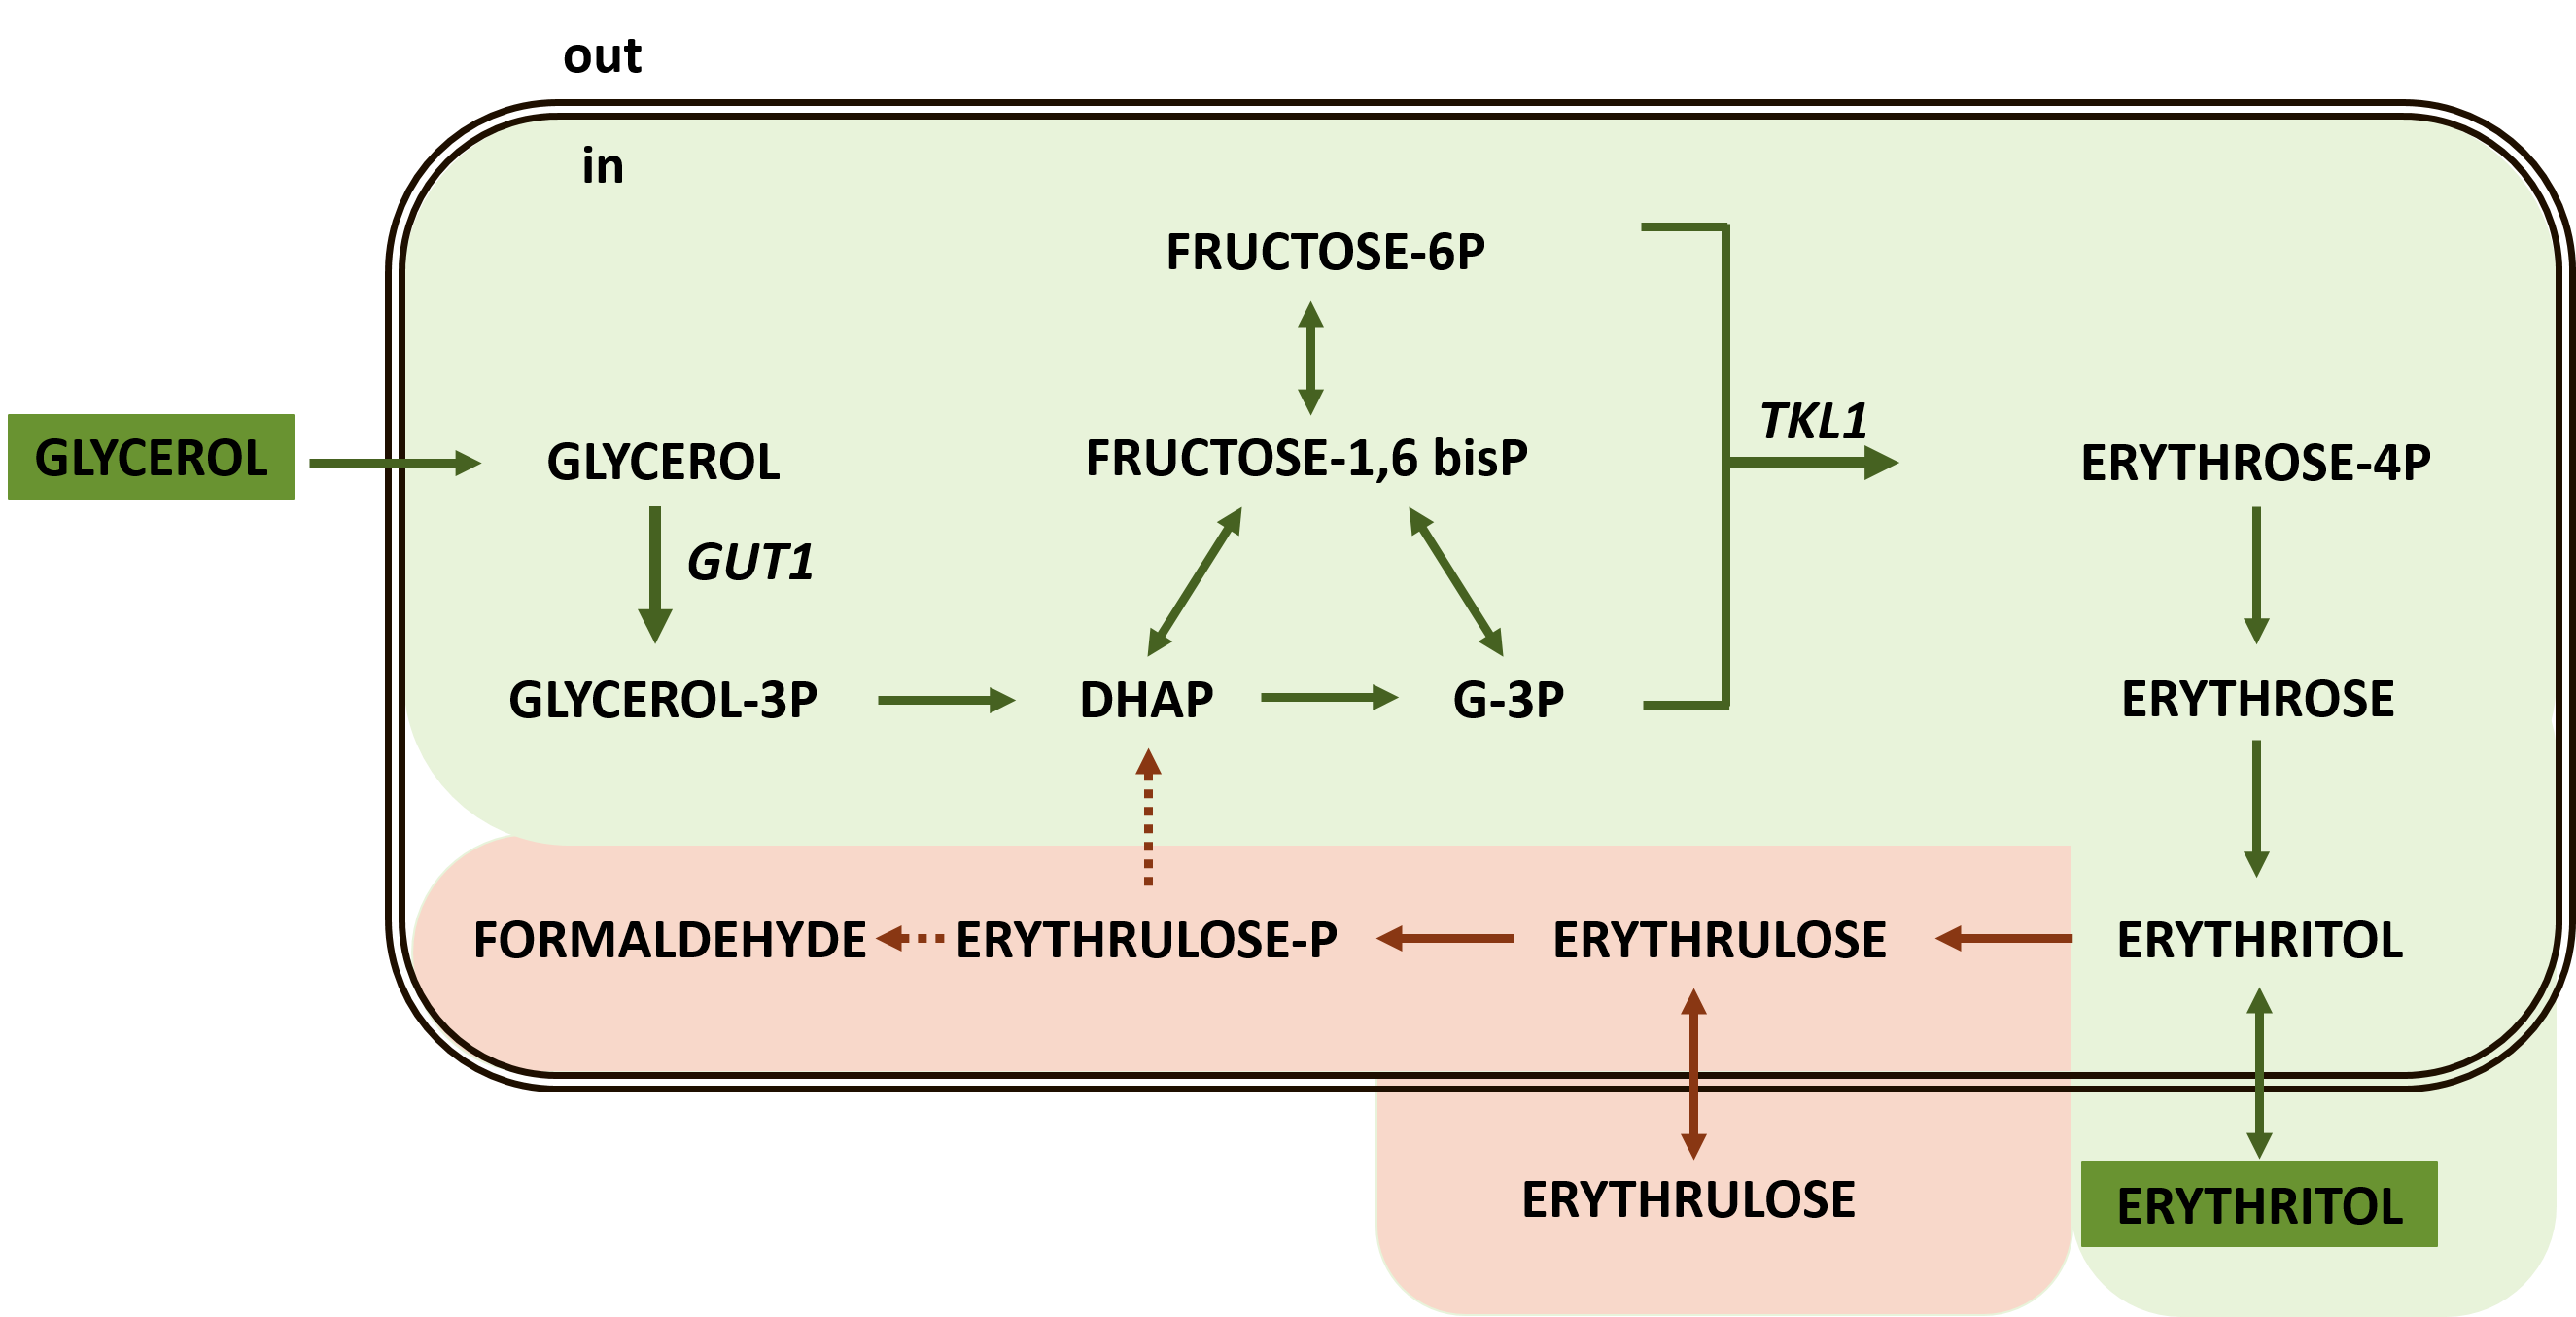 out
in
FRUCTOSE-6P
TKL1
GLYCEROL
GLYCEROL
FRUCTOSE-1,6 bisP
ERYTHROSE-4P
GUT1
GLYCEROL-3P
DHAP
G-3P
ERYTHROSE
FORMALDEHYDE
ERYTHRULOSE-P
ERYTHRULOSE
ERYTHRITOL
ERYTHRULOSE
ERYTHRITOL